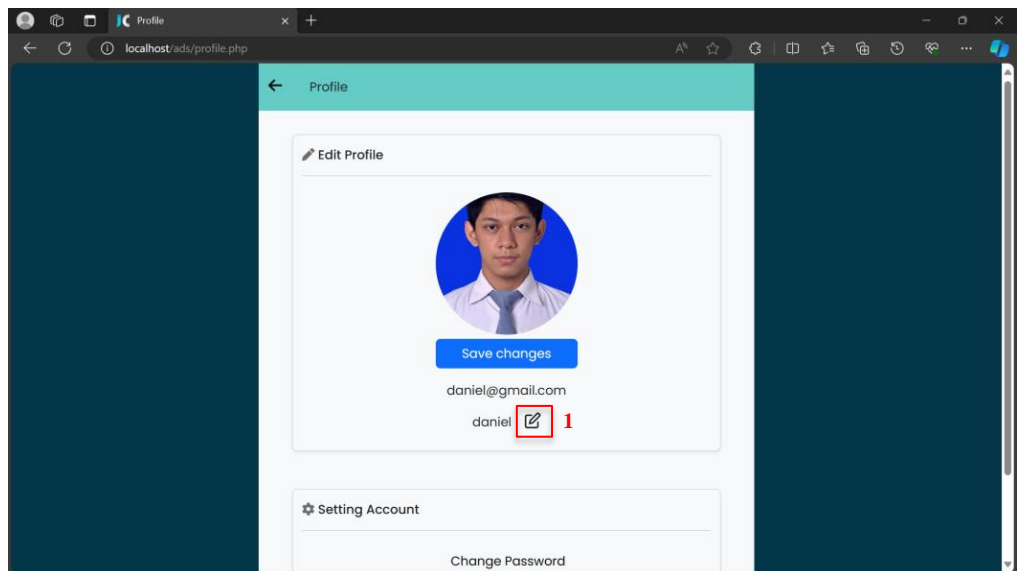 Profile
localhost/ads/profile.php
Profile
Edit Profile
Save changes
daniel@gmail.com
daniel 1
Setting Account
Change Password